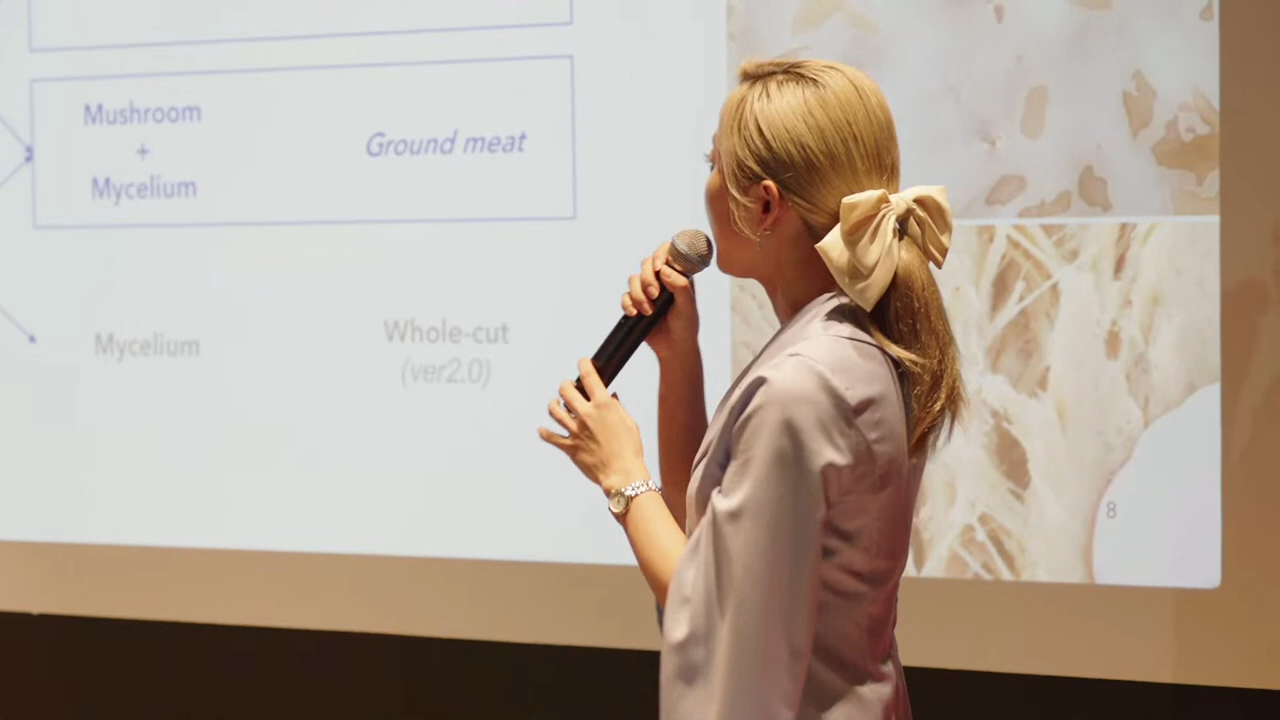 Mushroom
+
Mycelium
Ground meat
Mycelium
Whole-cut
(ver2.0)
8